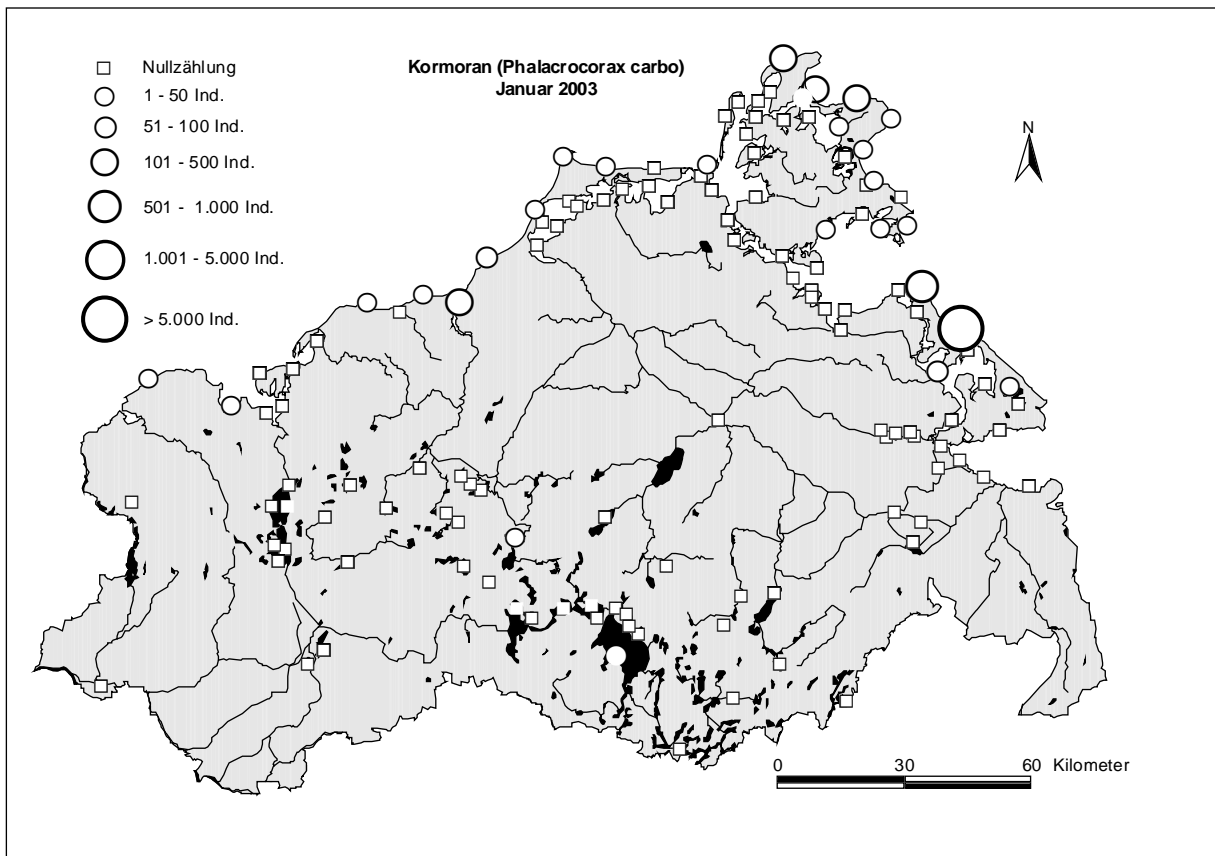 Kormoran (Phalacrocorax carbo)
Januar 2003
Nullzählung
1 - 50 Ind.
51 - 100 Ind.
101 - 500 Ind.
501 - 1.000 Ind.
1.001 - 5.000 Ind.
> 5.000 Ind.
N
0 30 60 Kilometer